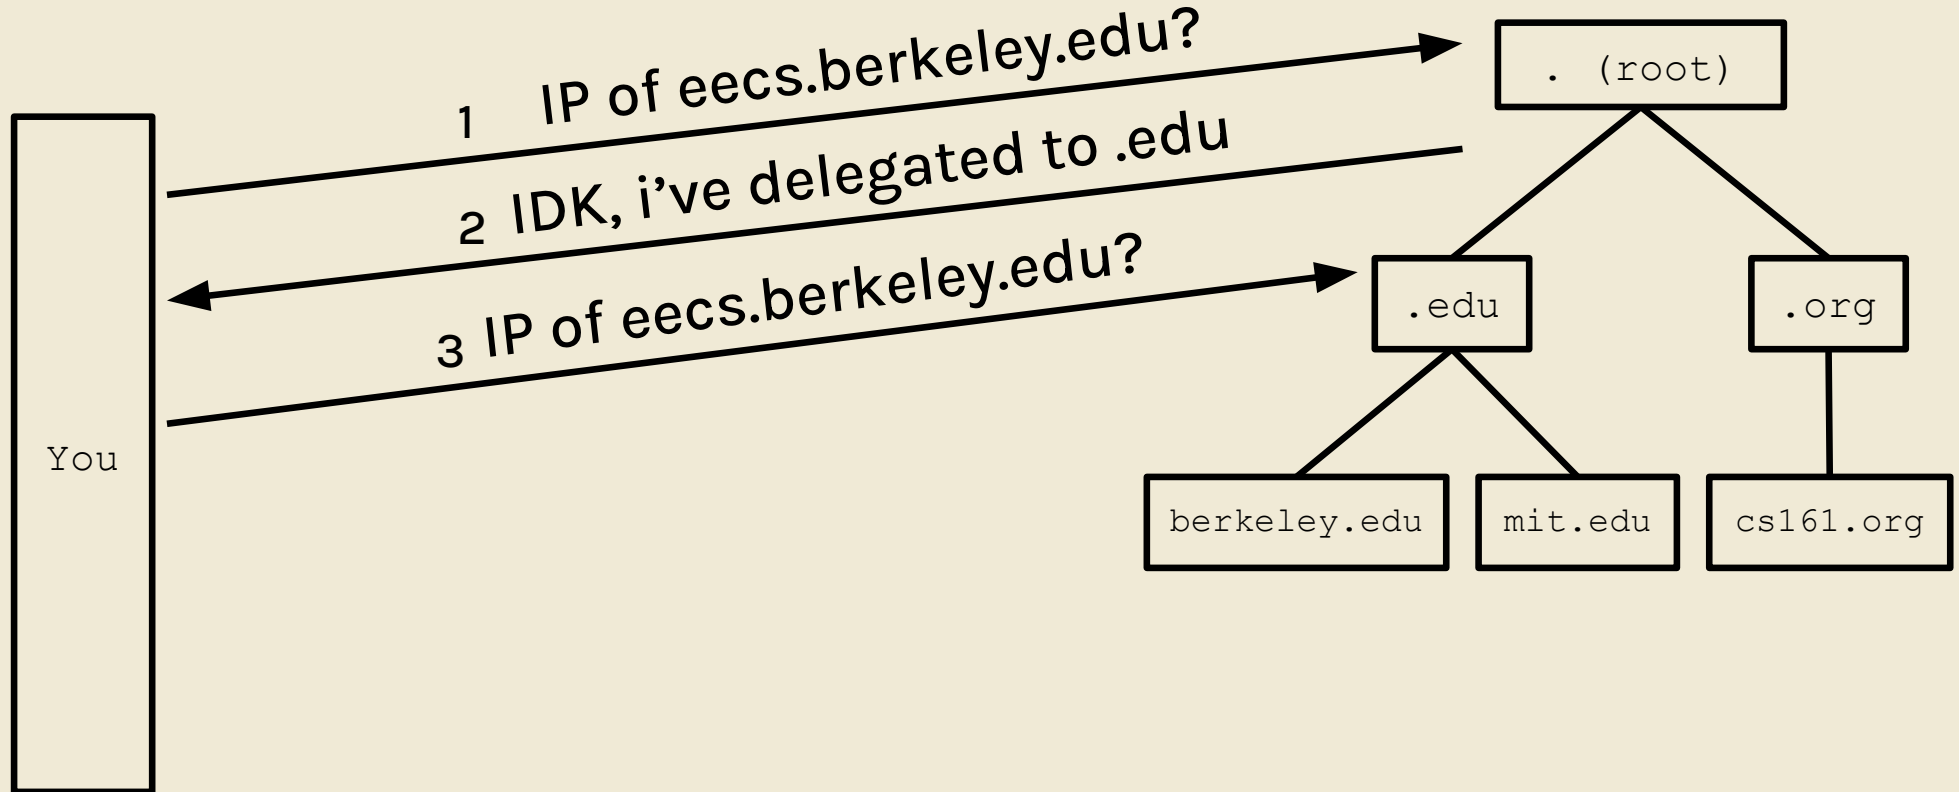 1 IP of eecs.berkeley.edu?
2 IDK, i’ve delegated to .edu
3 IP of eecs.berkeley.edu?
You
. (root)
.edu
.org
berkeley.edu
mit.edu
cs161.org